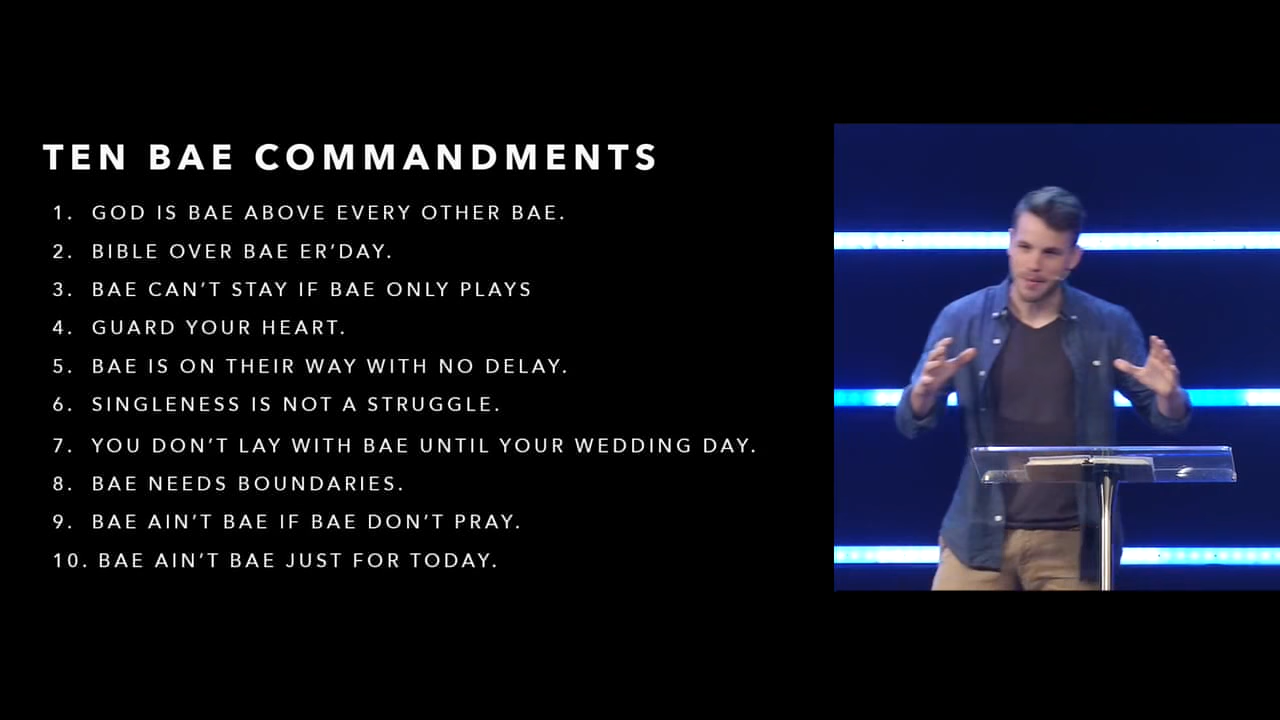 TEN BAE COMMANDMENTS
1. GOD IS BAE ABOVE EVERY OTHER BAE.
2. BIBLE OVER BAE ER'DAY.
3. BAE CAN'T STAY IF BAE ONLY PLAYS
4. GUARD YOUR HEART.
5. BAE IS ON THEIR WAY WITH NO DELAY.
6. SINGLENESS IS NOT A STRUGGLE.
7. YOU DON'T LAY WITH BAE UNTIL YOUR WEDDING DAY.
8. BAE NEEDS BOUNDARIES.
9. BAE AIN'T BAE IF BAE DON'T PRAY.
10. BAE AIN'T BAE JUST FOR TODAY.